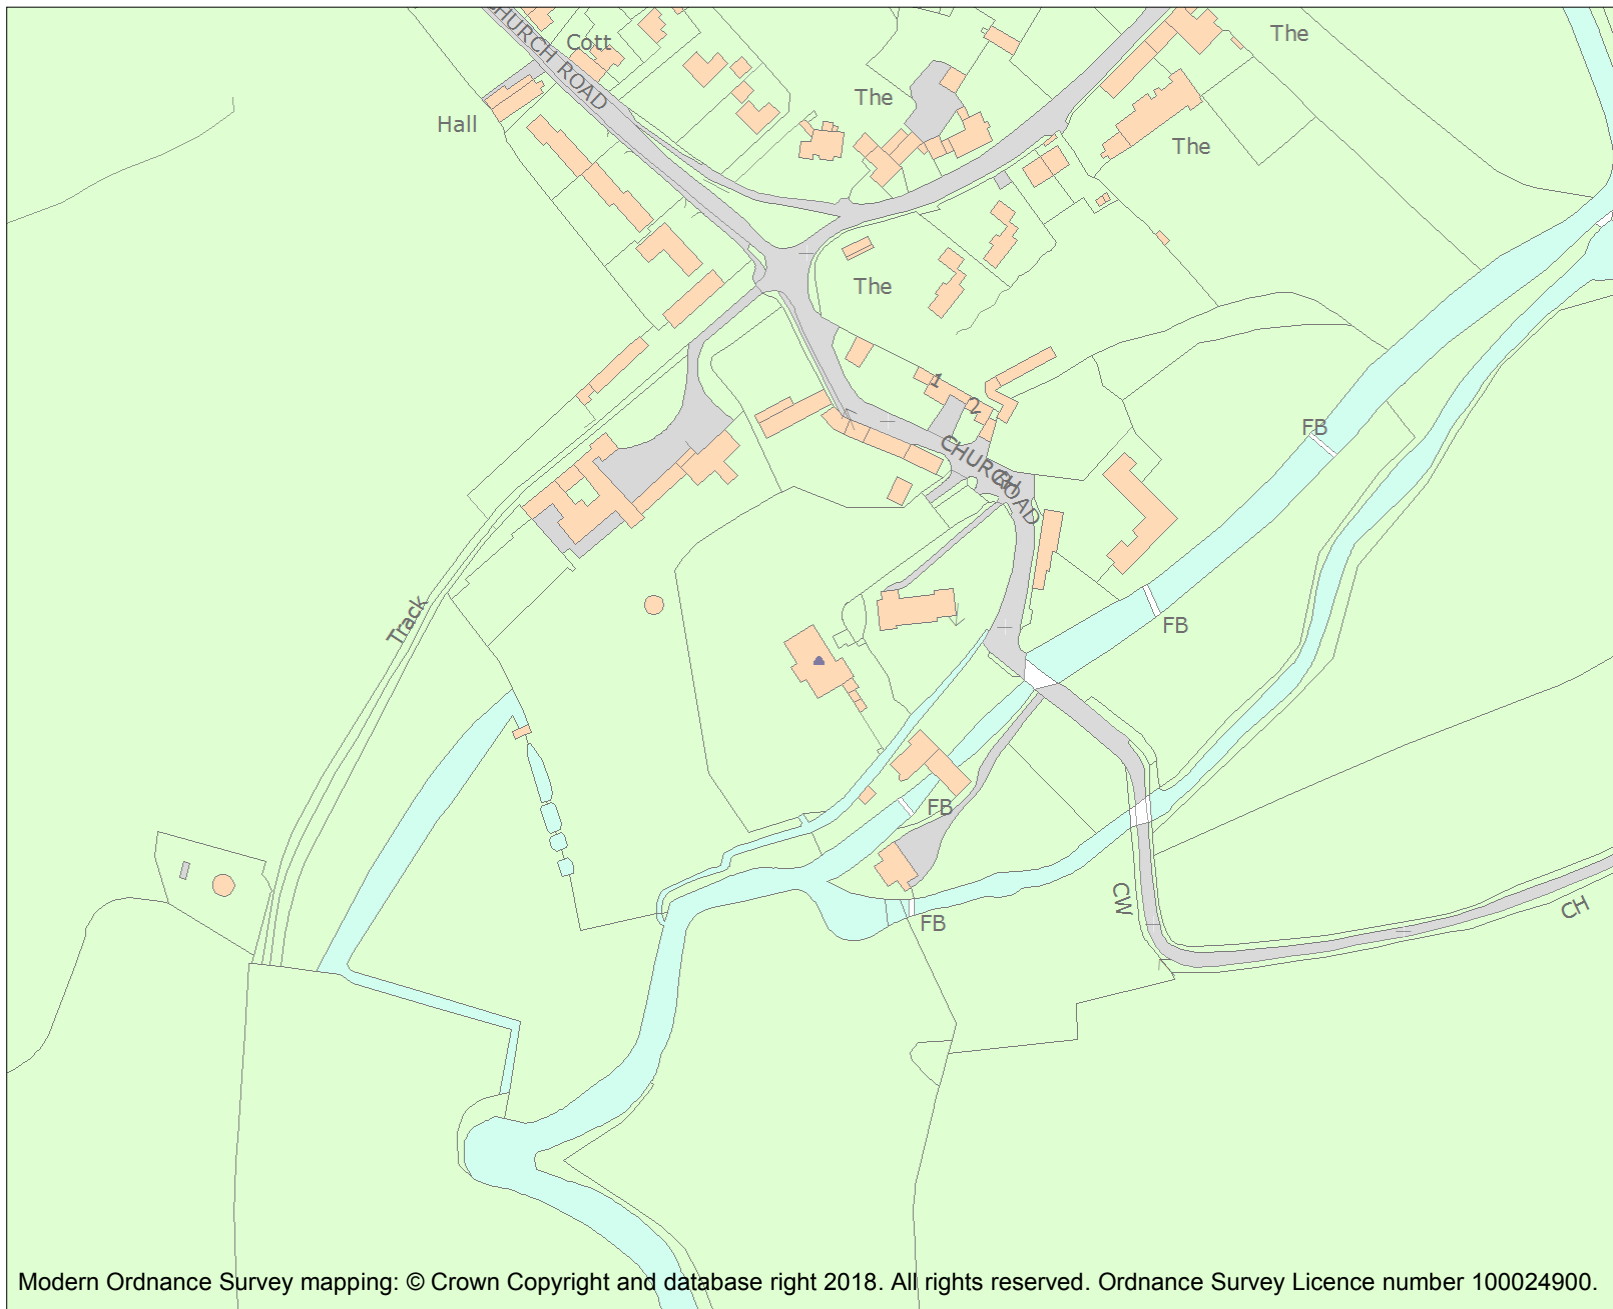 CHURCH ROAD
Cott
The
The
Hall
The
The
1
2
FB
CHURCH
ROAD
Track
FB
FB
CW
CH
FB
Modern Ordnance Survey mapping: © Crown Copyright and database right 2018. All rights reserved. Ordnance Survey Licence number 100024900.